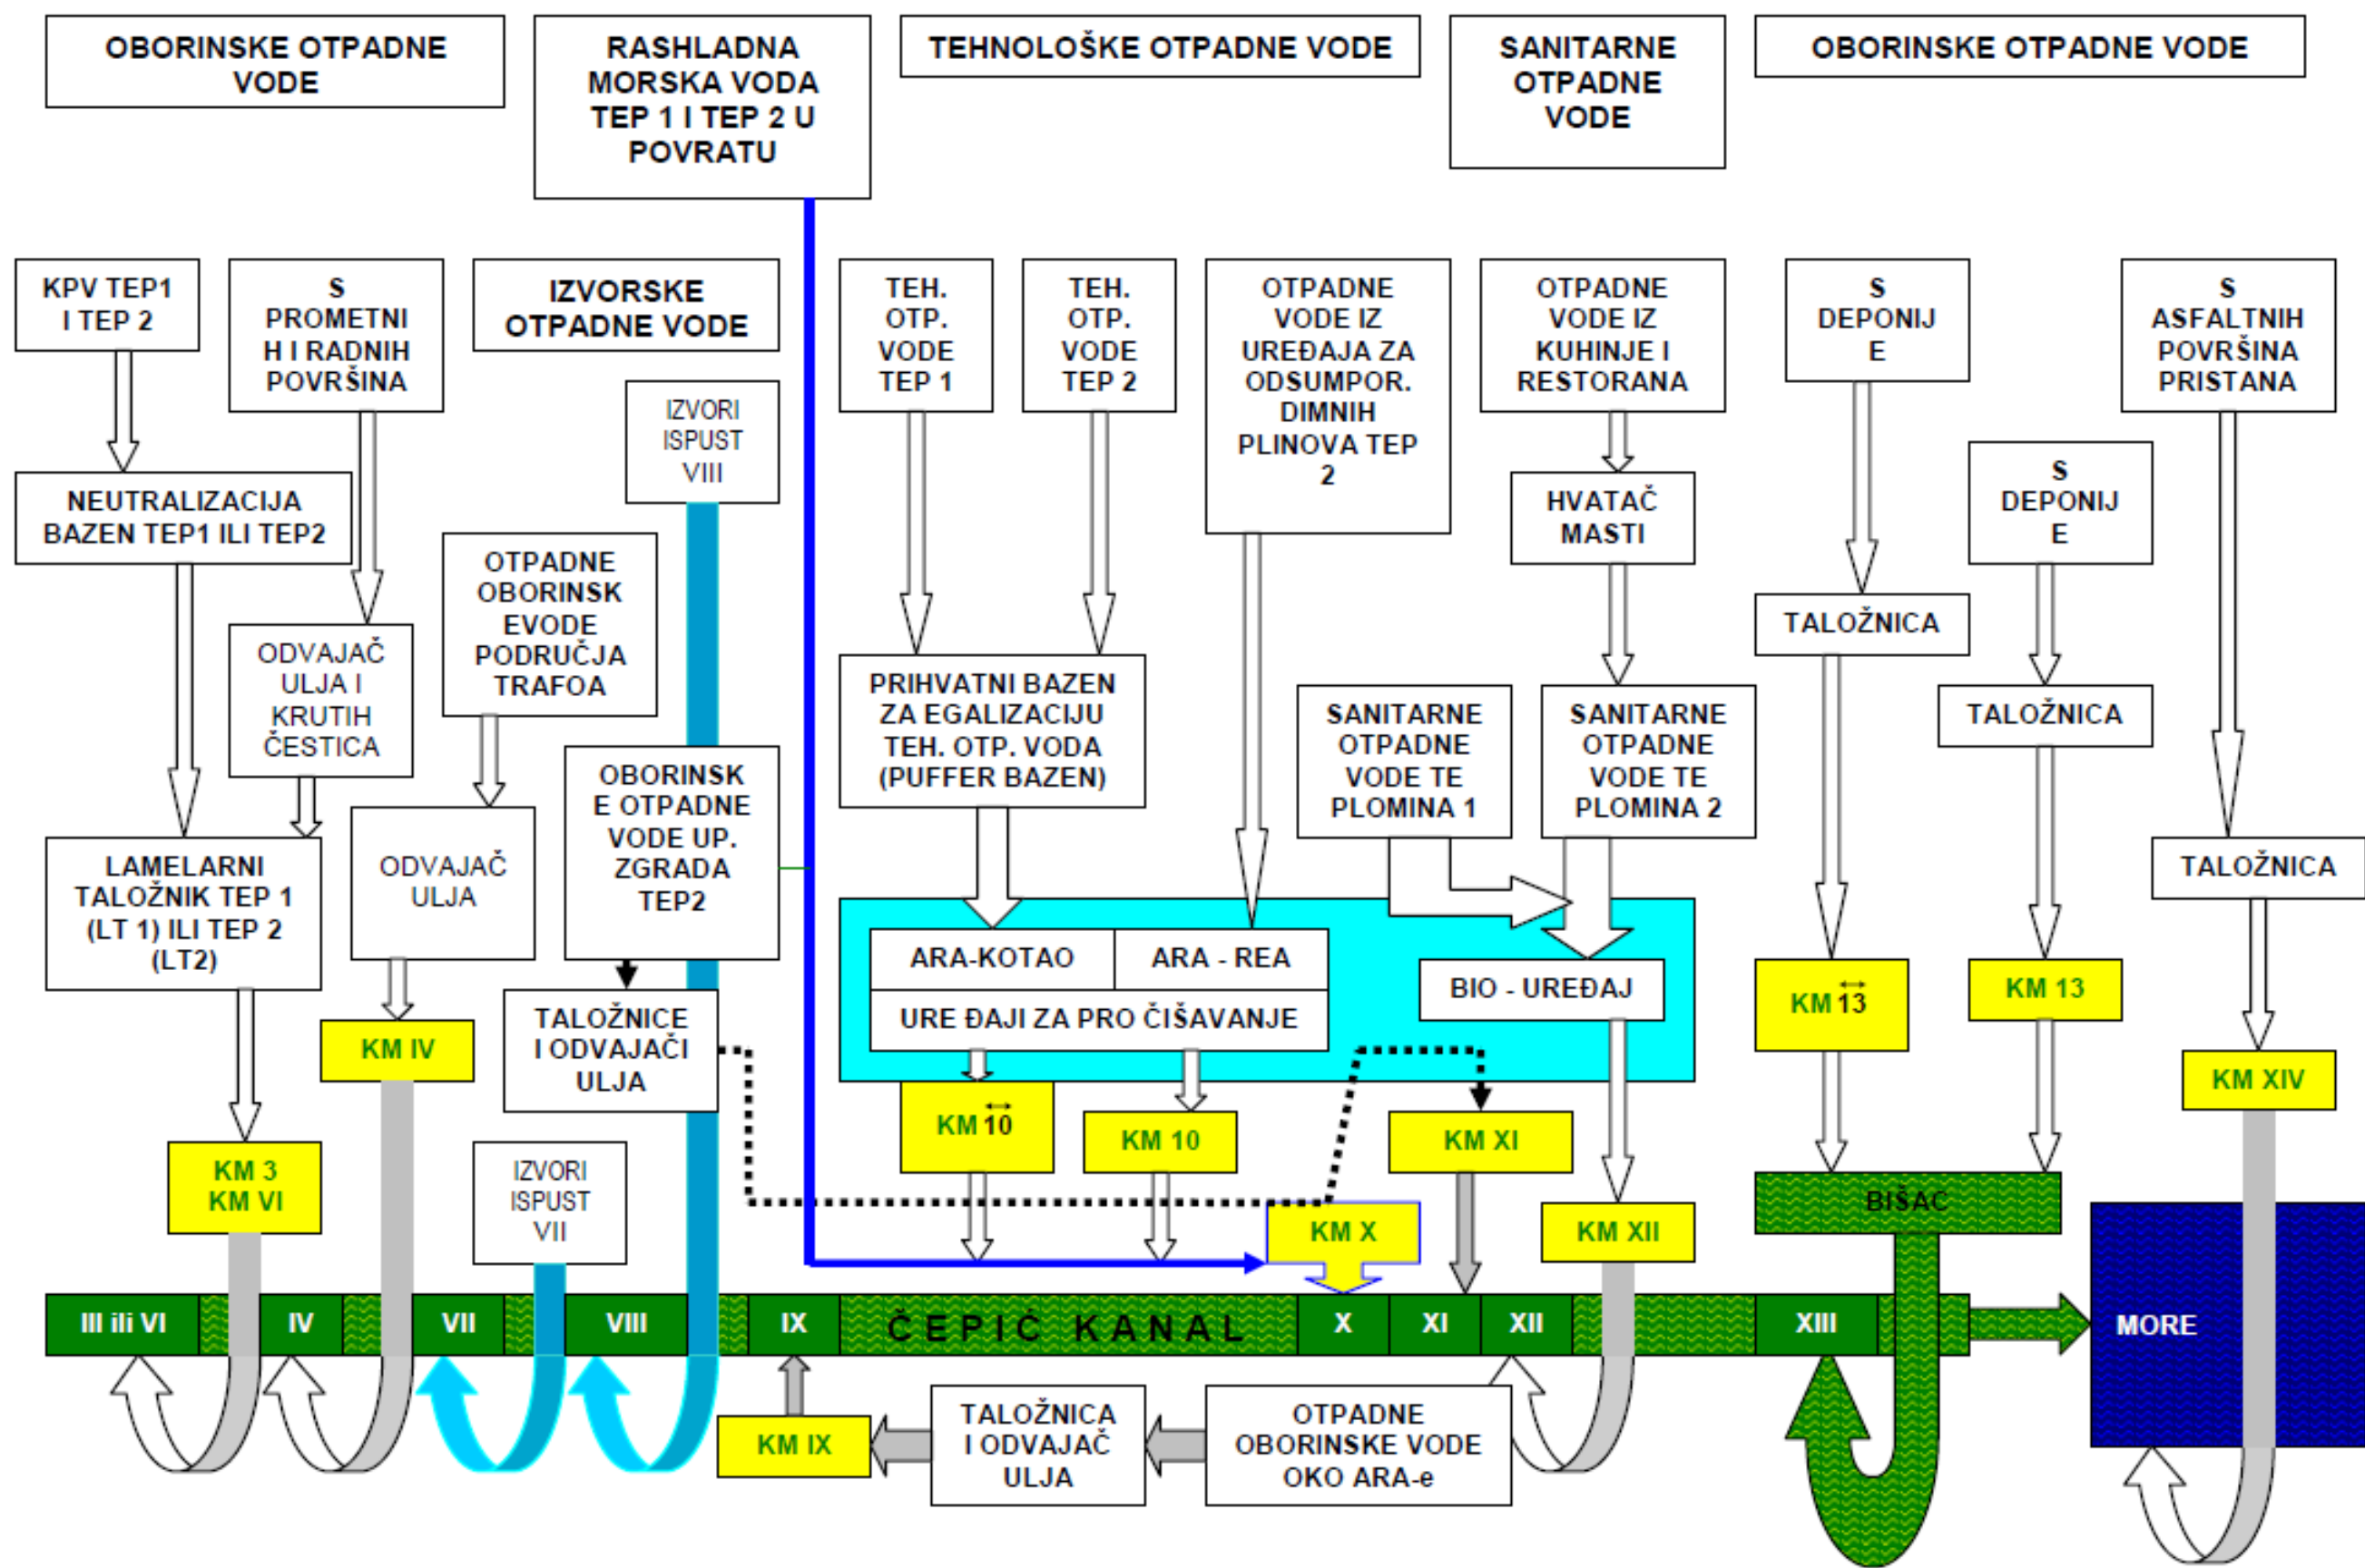 OBORINSKE OTPADNE
VODE
RASHLADNA
MORSKA VODA
TEP 1 I TEP 2 U
POVRATU
TEHNOLOŠKE OTPADNE VODE
SANITARNE
OTPADNE
VODE
OBORINSKE OTPADNE VODE
KPV TEP1
I TEP 2
S
PROMETNI
H I RADNIH
POVRŠINA
IZVORSKE
OTPADNE VODE
TEH.
OTP.
VODE
TEP 1
TEH.
OTP.
VODE
TEP 2
OTPADNE
VODE IZ
UREĐAJA ZA
ODSUMPOR.
DIMNIH
PLINOVA TEP
2
OTPADNE
VODE IZ
KUHINJE I
RESTORANA
S
DEPONIJ
E
S
ASFALTNIH
POVRŠINA
PRISTANA
IZVORI
ISPUST
VIII
NEUTRALIZACIJA
BAZEN TEP1 ILI TEP2
HVATAČ
MASTI
S
DEPONIJ
E
OTPADNE
OBORINSK
EVODE
PODRUČJA
TRAFOA
ODVAJAČ
ULJA I
KRUTIH
ČESTICA
TALOŽNICA
PRIHVATNI BAZEN
ZA EGALIZACIJU
TEH. OTP. VODA
(PUFFER BAZEN)
SANITARNE
OTPADNE
VODE TE
PLOMINA 1
SANITARNE
OTPADNE
VODE TE
PLOMINA 2
TALOŽNICA
OBORINSK
E OTPADNE
VODE UP.
ZGRADA
TEP2
LAMELARNI
TALOŽNIK TEP 1
(LT 1) ILI TEP 2
(LT2)
ODVAJAČ
ULJA
TALOŽNICA
ARA-KOTAO
ARA - REA
URE ĐAJI ZA PRO ČIŠAVANJE
BIO - UREĐAJ
KM 13
KM 13
TALOŽNICE
I ODVAJAČI
ULJA
KM IV
KM XIV
KM 10
KM 10
KM XI
KM 3
KM VI
IZVORI
ISPUST
VII
KM X
KM XII
BIŠAC
III ili VI
IV
VII
VIII
IX
ČEPIĆ KANAL
X
XI
XII
XIII
MORE
KM IX
TALOŽNICA
I ODVAJAČ
ULJA
OTPADNE
OBORINSKE VODE
OKO ARA-e